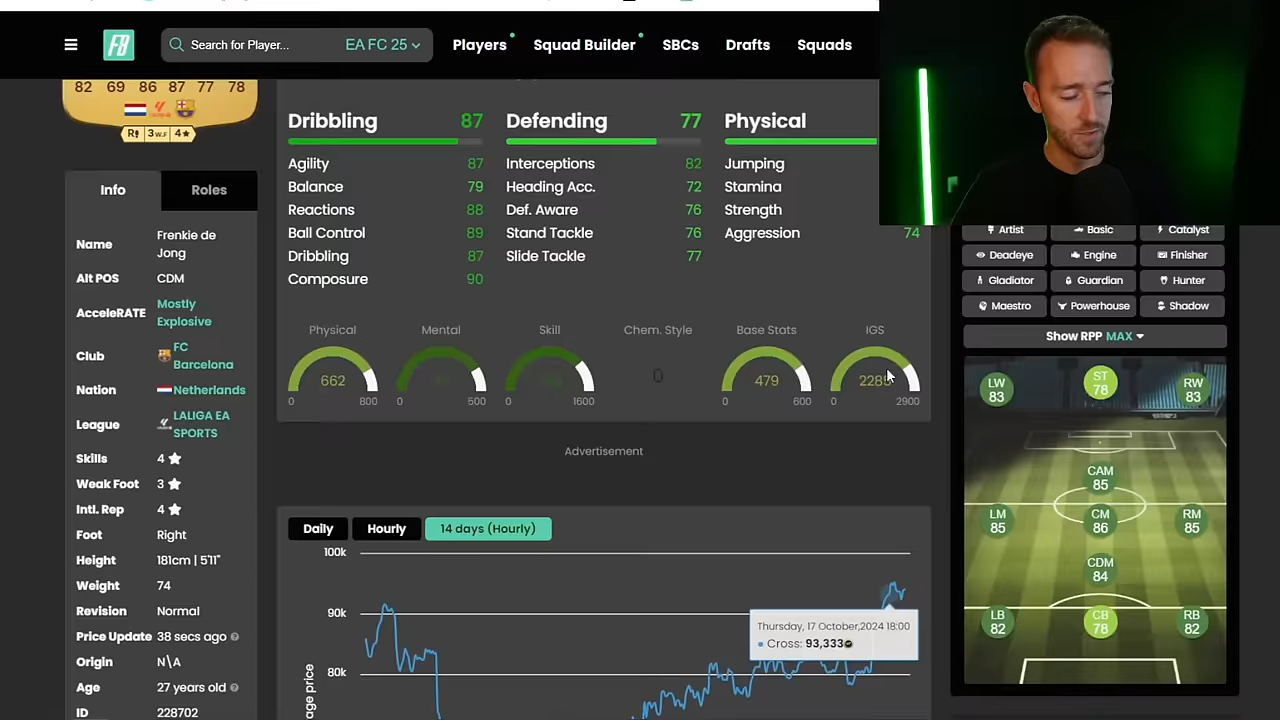 FB
Search for Player...
EA FC 25
Players
Squad Builder
SBCs
Drafts
Squads
82 69 86 87 77 78
R 3 W.F 4★
Info
Roles
Name Frenkie de Jong
Alt POS CDM
AcceleRATE Mostly Explosive
Club FC Barcelona
Nation Netherlands
League LALIGA EA SPORTS
Skills 4 ★
Weak Foot 3 ★
Intl. Rep 4 ★
Foot Right
Height 181cm | 5'11"
Weight 74
Revision Normal
Price Update 38 secs ago
Origin N\A
Age 27 years old
ID 228702
Dribbling 87
Agility 87
Balance 79
Reactions 88
Ball Control 89
Dribbling 87
Composure 90
Defending 77
Interceptions 82
Heading Acc. 72
Def. Aware 76
Stand Tackle 76
Slide Tackle 77
Physical
Jumping
Stamina
Strength
Aggression 74
Physical
662
0 800
Mental
0 500
Skill
0 1600
Chem. Style
0
Base Stats
479
0 600
IGS
2285
0 2900
Advertisement
Daily
Hourly
14 days (Hourly)
100k
90k
80k
age price
Thursday, 17 October,2024 18:00
Cross: 93,333
Artist
Basic
Catalyst
Deadeye
Engine
Finisher
Gladiator
Guardian
Hunter
Maestro
Powerhouse
Shadow
Show RPP MAX
LW 83
ST 78
RW 83
CAM 85
LM 85
CM 86
RM 85
CDM 84
LB 82
CB 78
RB 82